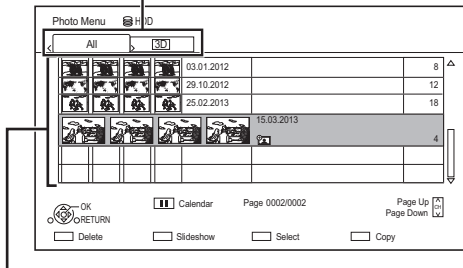 Photo Menu HDD
All 3D
03.01.2012 8
29.10.2012 12
25.02.2013 18
15.03.2013
4
OK
RETURN
Calendar Page 0002/0002 Page Up
CH
Page Down
Delete Slideshow Select Copy